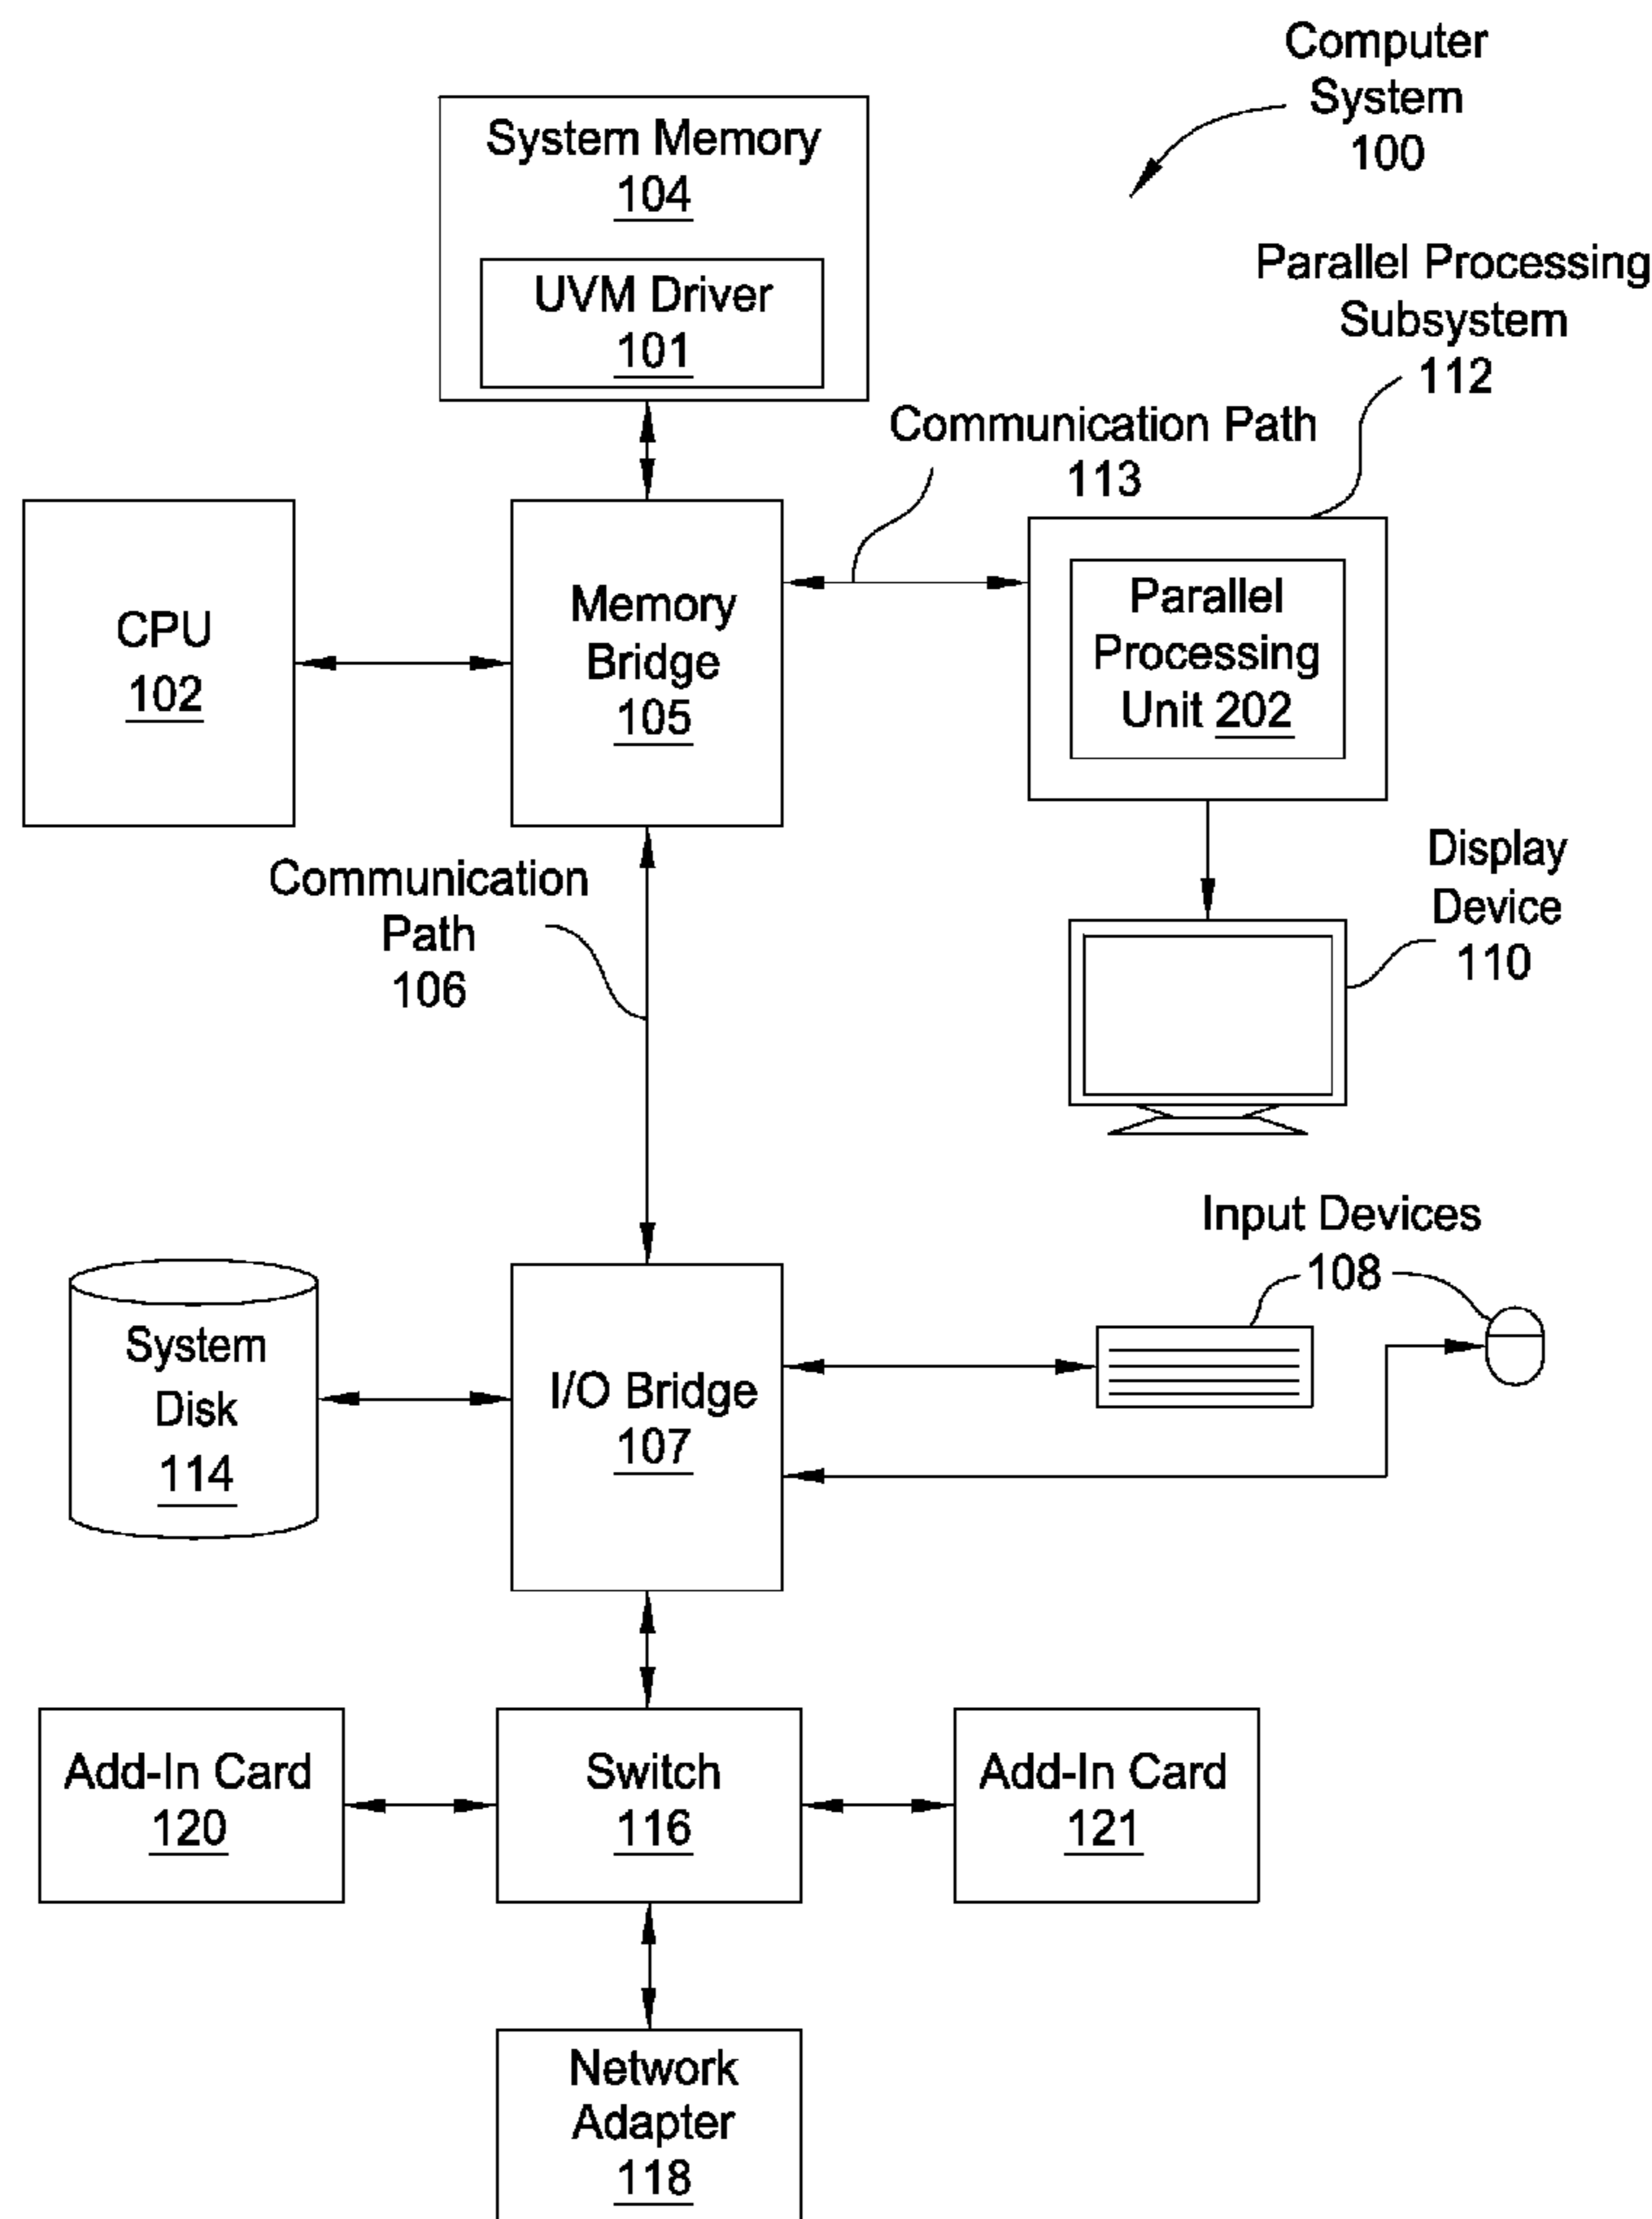 Computer
System
100
System Memory
104
UVM Driver
101
Parallel Processing
Subsystem
112
Communication Path
113
CPU
102
Memory
Bridge
105
Parallel
Processing
Unit 202
Communication
Path
106
Display
Device
110
Input Devices
108
System
Disk
114
I/O Bridge
107
Add-In Card
120
Switch
116
Add-In Card
121
Network
Adapter
118